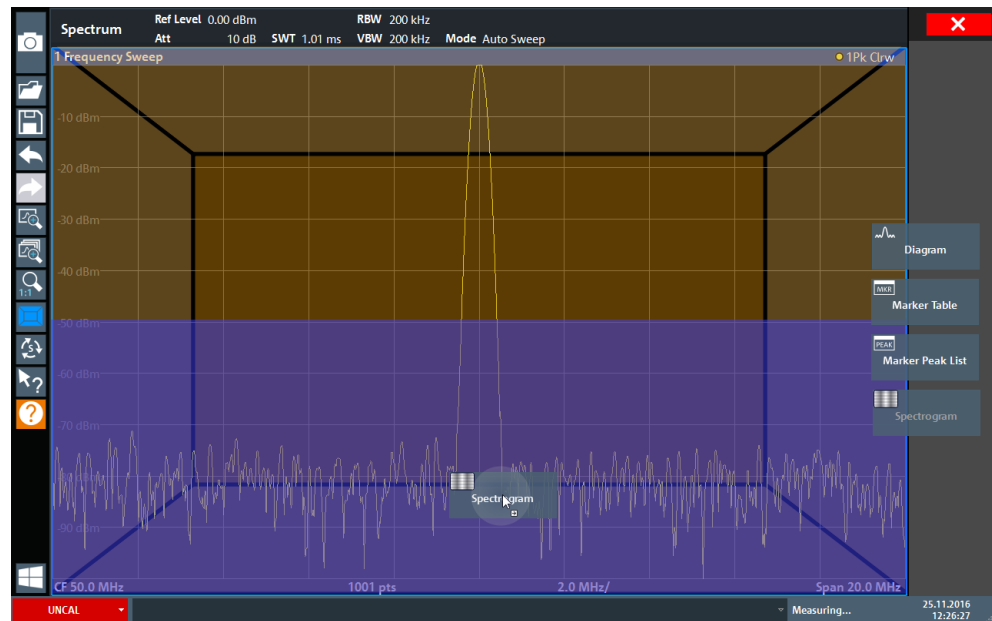 Spectrum
Ref Level 0.00 dBm RBW 200 kHz
Att 10 dB SWT 1.01 ms VBW 200 kHz Mode Auto Sweep
1 Frequency Sweep 1Pk Clrw
-10 dBm
-20 dBm
-30 dBm
-40 dBm
-50 dBm
-60 dBm
-70 dBm
-90 dBm
1:1
S
?
?
Diagram
MKR
Marker Table
PEAK
Marker Peak List
Spectrogram
Spectrogram
CF 50.0 MHz 1001 pts 2.0 MHz/ Span 20.0 MHz
UNCAL Measuring... 25.11.2016
12:26:27